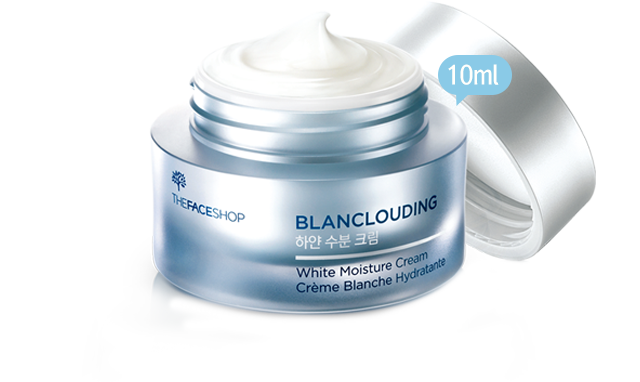 10ml
THEFACESHOP
BLANCLOUDING
하얀 수분 크림
White Moisture Cream
Crème Blanche Hydratante